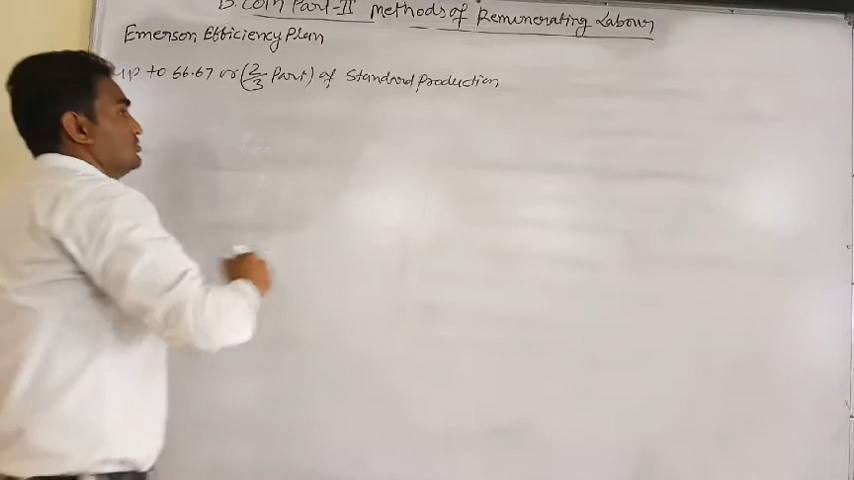 B.Com Part-II Methods of Remunerating Labour
Emerson Efficiency Plan
up to 66.67 or (2/3 Part) of Standard Production